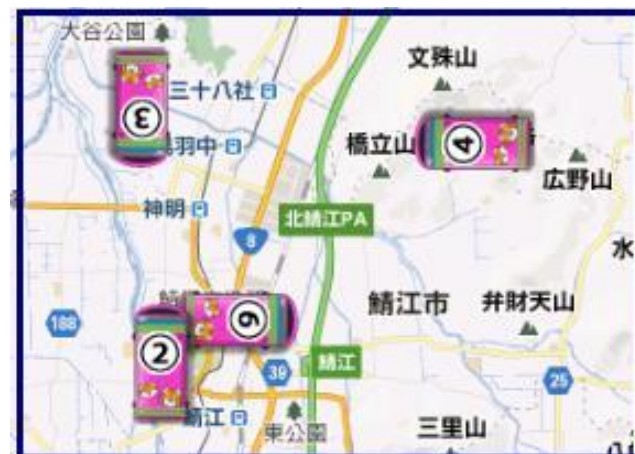 大谷公園
文殊山
三十八社
3
羽中
橋立山
4
広野山
神明
北鯖江PA
8
水
鯖江市
弁財天山
188
6
2
鯖江
39
25
鯖江
東公園
三里山